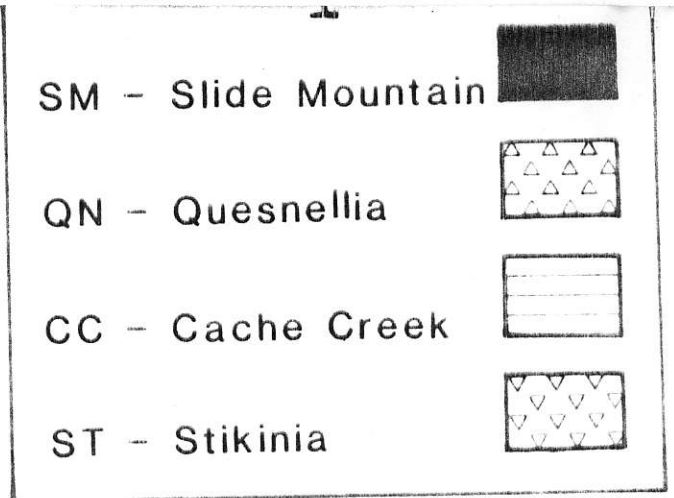 SM – Slide Mountain
QN – Quesnellia
CC – Cache Creek
ST – Stikinia